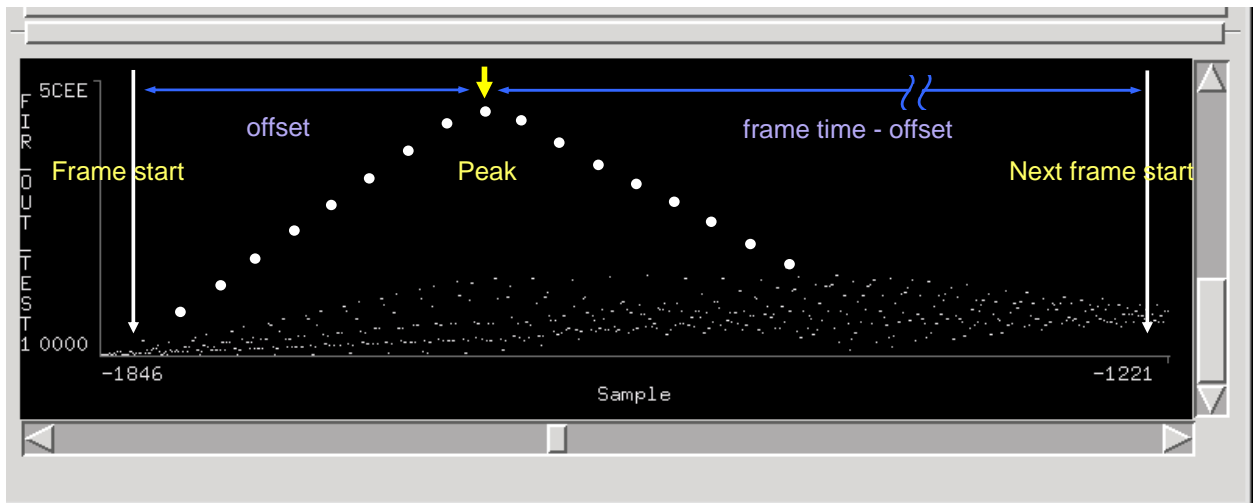 5CEE
FIR_OUT_TEST1
offset
frame time - offset
Frame start
Peak
Next frame start
0000
-1846
-1221
Sample